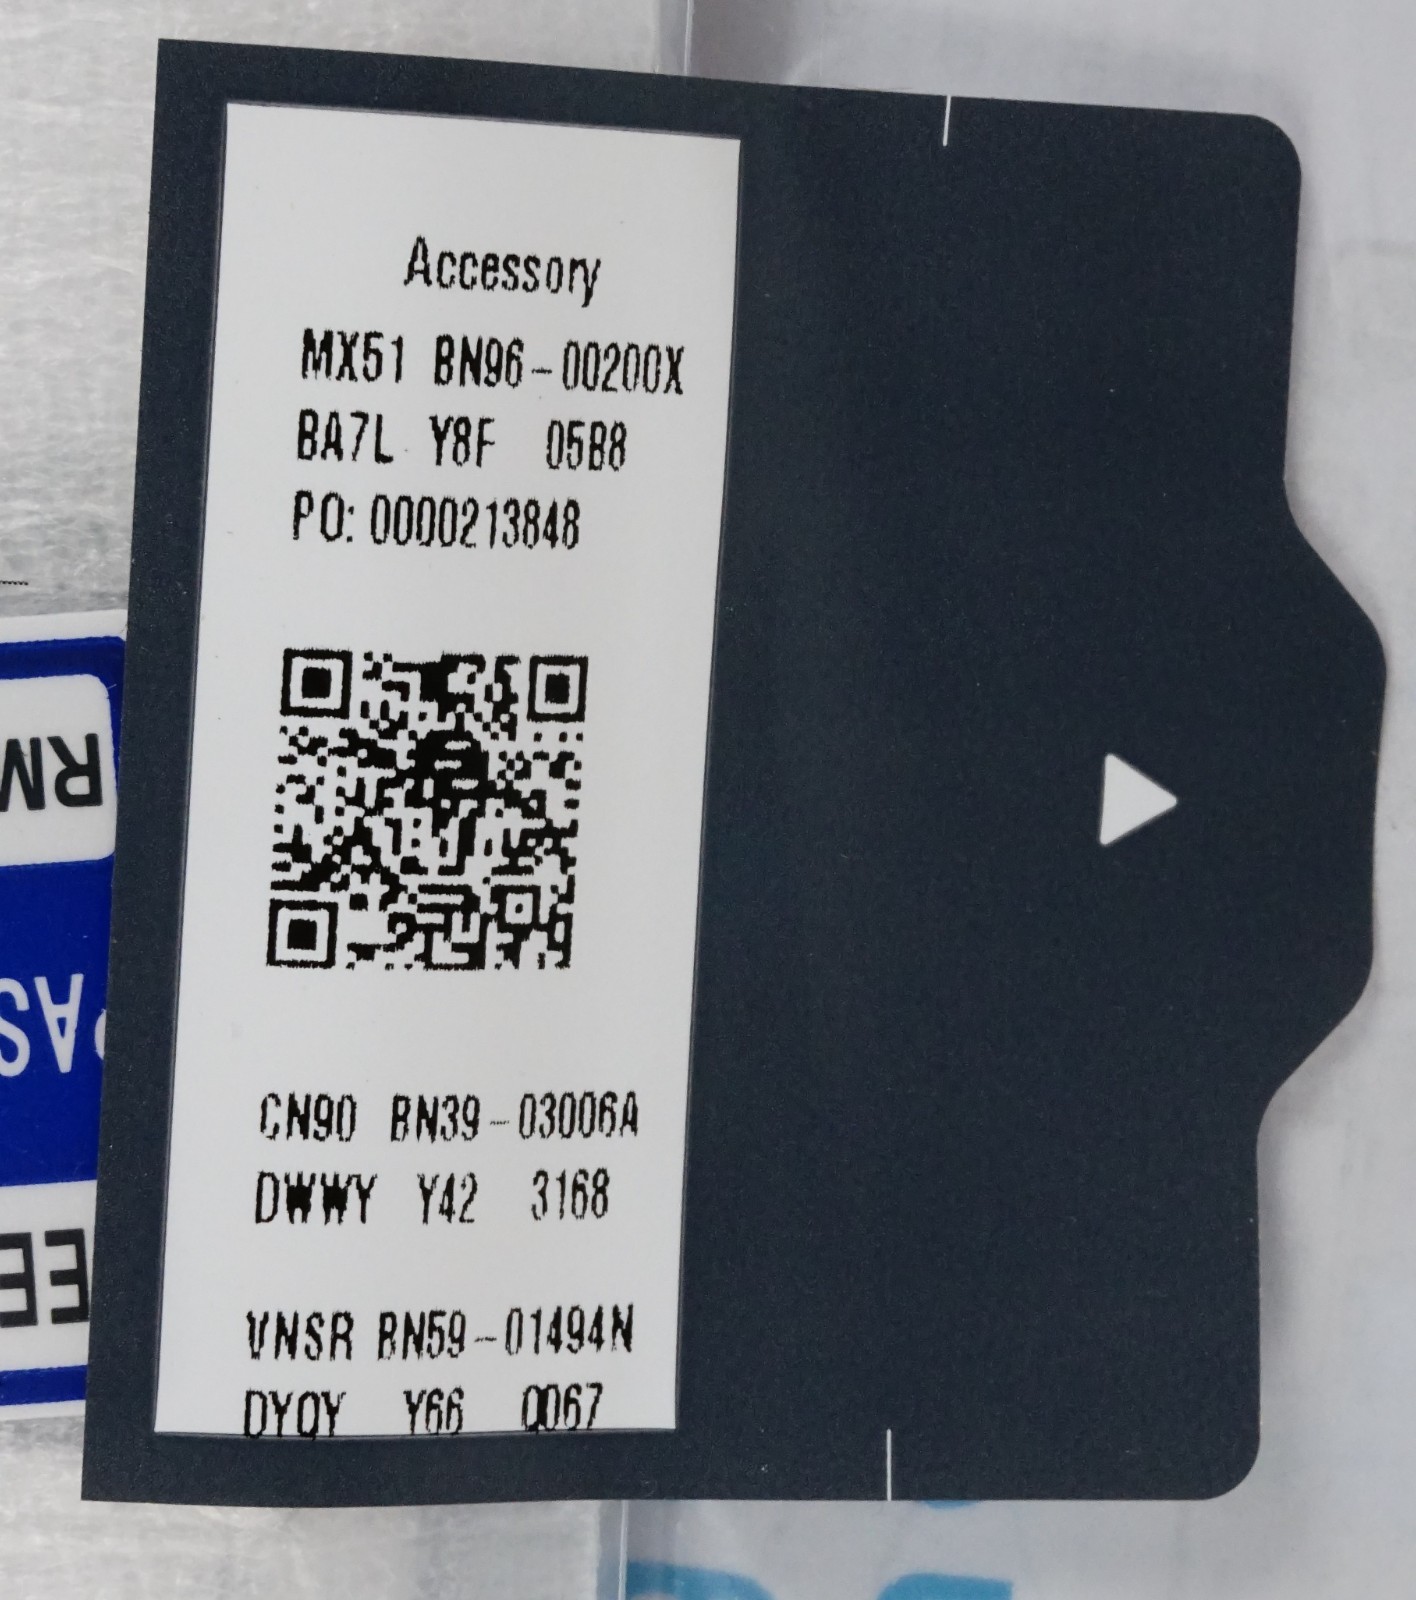 Accessory
MX51 BN96-00200X
BA7L Y8F 05B8
PO: 0000213848
CN90 BN39-03006A
DWWY Y42 3168
VNSR BN59-01494N
DYQY Y66 0067
RM
PAS
EE